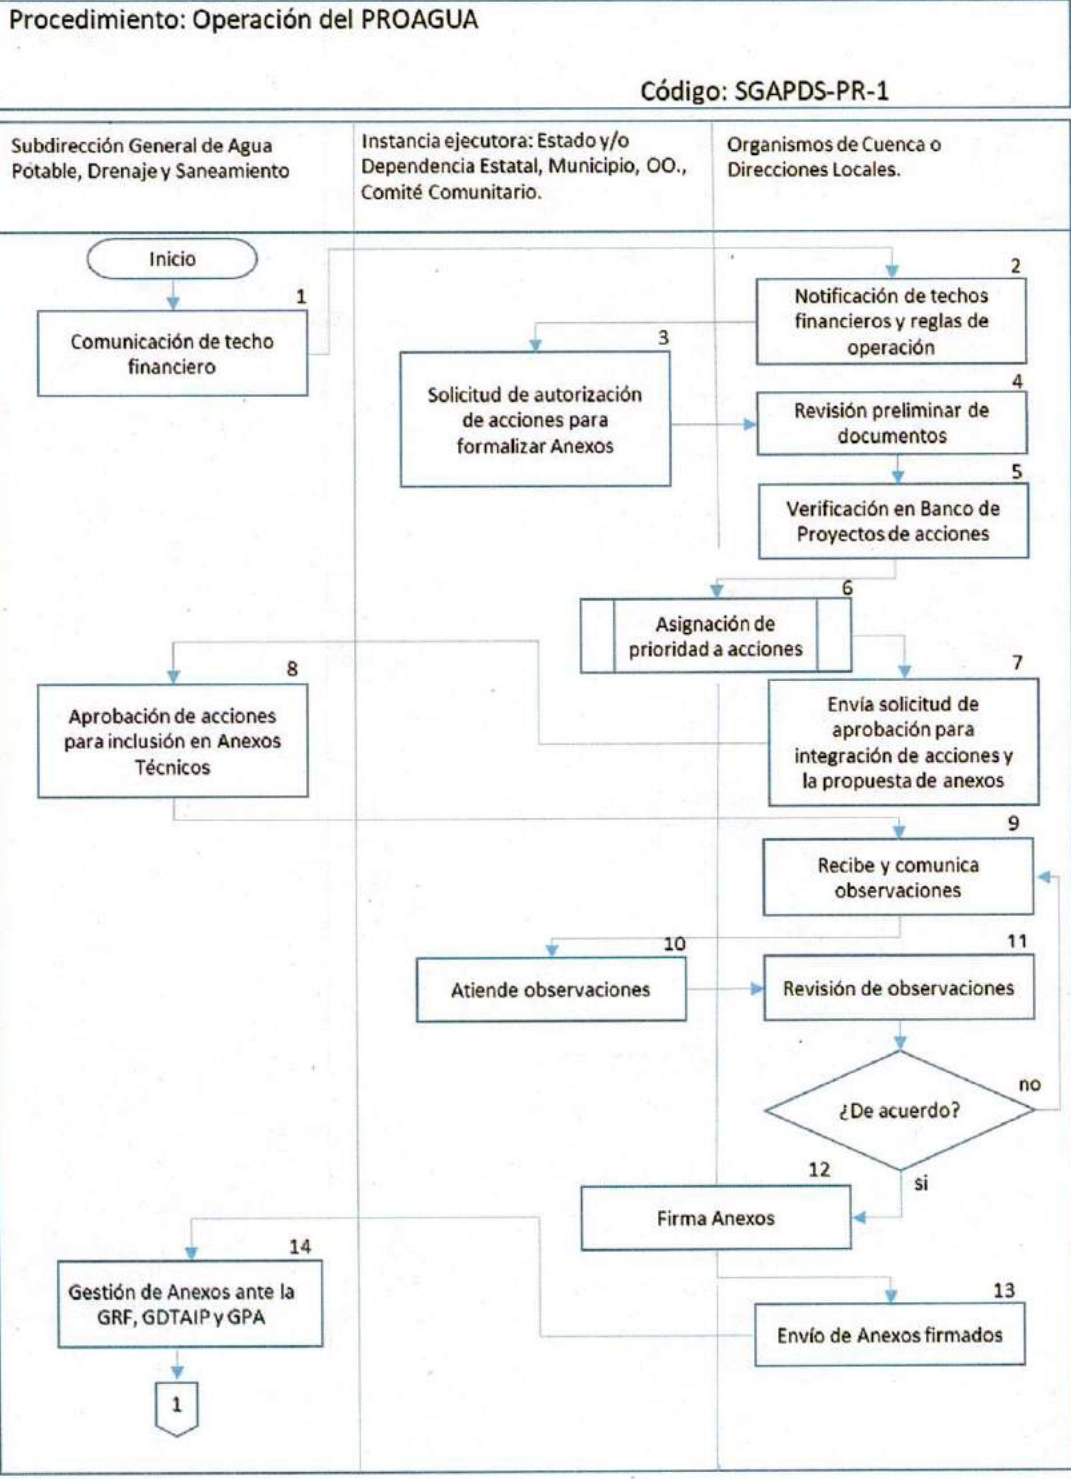 Procedimiento: Operación del PROAGUA
Código: SGAPDS-PR-1
Subdirección General de Agua
Potable, Drenaje y Saneamiento
Instancia ejecutora: Estado y/o
Dependencia Estatal, Municipio, OO.,
Comité Comunitario.
Organismos de Cuenca o
Direcciones Locales.
Inicio
1
Comunicación de techo
financiero
2
Notificación de techos
financieros y reglas de
operación
3
Solicitud de autorización
de acciones para
formalizar Anexos
4
Revisión preliminar de
documentos
5
Verificación en Banco de
Proyectos de acciones
6
Asignación de
prioridad a acciones
7
Envía solicitud de
aprobación para
integración de acciones y
la propuesta de anexos
8
Aprobación de acciones
para inclusión en Anexos
Técnicos
9
Recibe y comunica
observaciones
10
Atiende observaciones
11
Revisión de observaciones
¿De acuerdo?
no
si
12
Firma Anexos
13
Envío de Anexos firmados
14
Gestión de Anexos ante la
GRF, GDTAIP y GPA
1